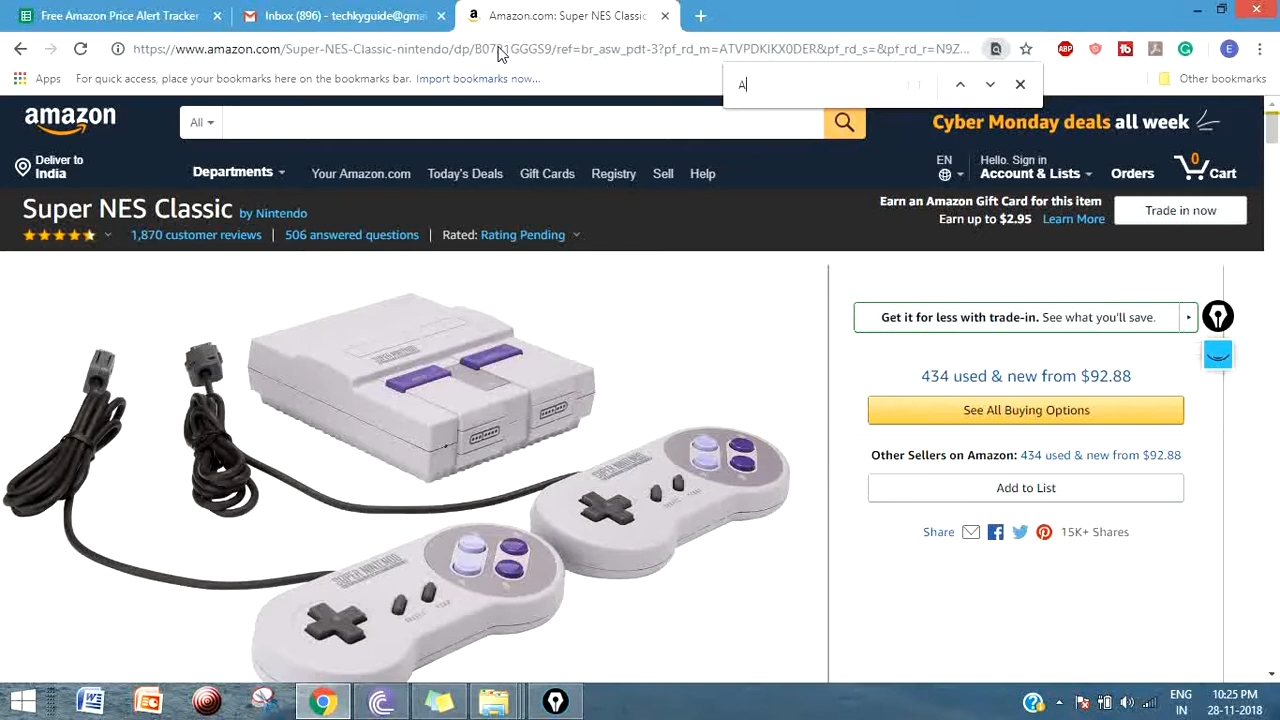 Free Amazon Price Alert Tracker
Inbox (896) - techkyguide@gma
Amazon.com: Super NES Classic
https://www.amazon.com/Super-NES-Classic-nintendo/dp/B07
GGGS9/ref=br_asw_pdt-3?pf_rd_m=ATVPDKIKX0DER&pf_rd_s=&pf_rd_r=N9Z...
ABP
E
Apps
For quick access, place your bookmarks here on the bookmarks bar. Import bookmarks now...
Other bookmarks
A
amazon
All
Cyber Monday deals all week
Deliver to
India
Departments
Your Amazon.com
Today's Deals
Gift Cards
Registry
Sell
Help
EN
Hello. Sign in
Account & Lists
Orders
0
Cart
Super NES Classic by Nintendo
1,870 customer reviews
506 answered questions
Rated: Rating Pending
Earn an Amazon Gift Card for this item
Earn up to $2.95 Learn More
Trade in now
Get it for less with trade-in. See what you'll save.
434 used & new from $92.88
See All Buying Options
Other Sellers on Amazon: 434 used & new from $92.88
Add to List
Share
15K+ Shares
SUPER NINTENDO
SUPER NINTENDO
ENG
IN
10:25 PM
28-11-2018